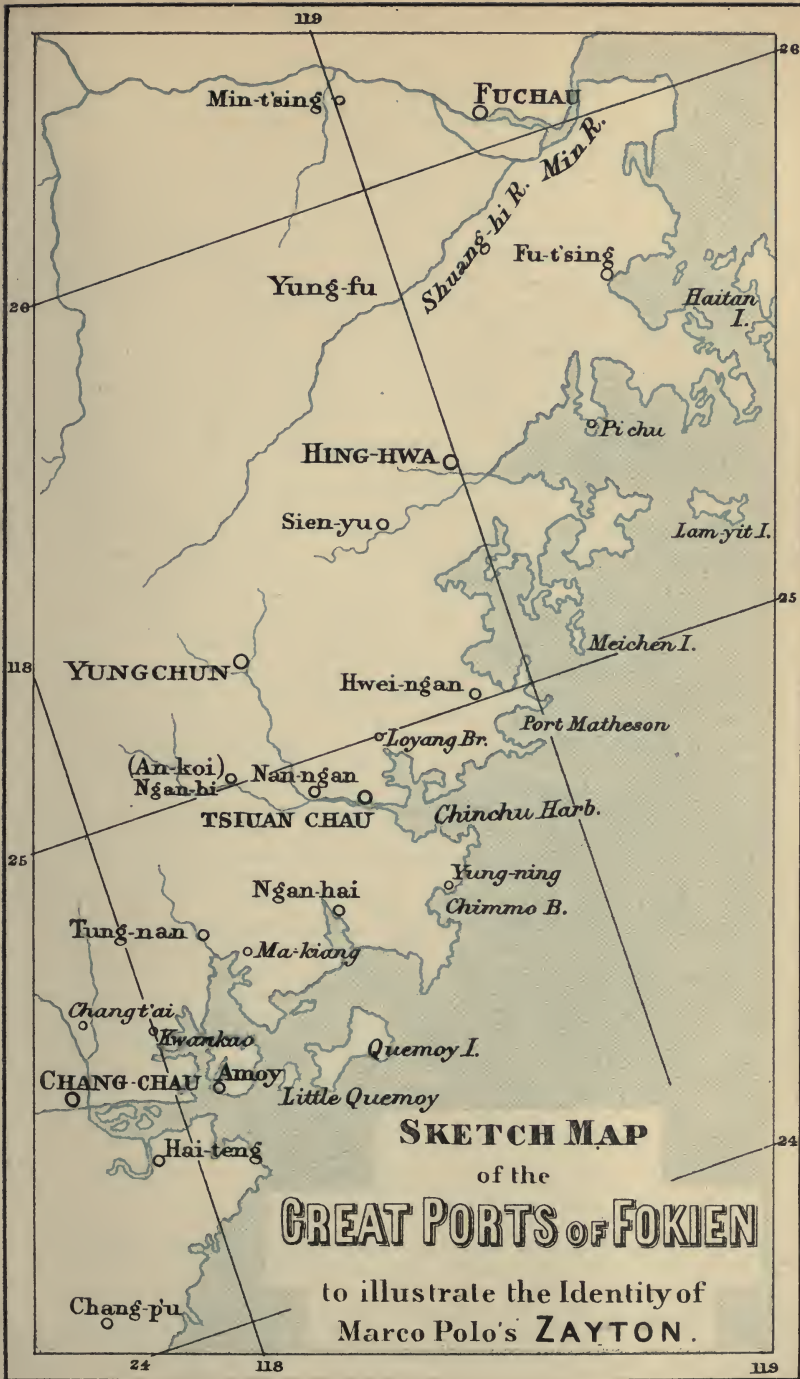 119
26
Min-t'sing
FUCHAU
Min R.
Shuang-hi R.
Fu-t'sing
Yung-fu
Haitan
I.
26
Pichu
HING-HWA
Sien-yu
Lam-yit I.
25
Meichen I.
118
YUNGCHUN
Hwei-ngan
Port Matheson
Loyang Br.
(An-koi)
Ngan-hi
Nan-ngan
TSIUAN CHAU
Chinchu Harb.
25
Yung-ning
Ngan-hai
Chimmo B.
Tung-nan
Ma-kiang
Changt'ai
Kwankao
Quemoy I.
CHANG-CHAU
Amoy
Little Quemoy
Hai-teng
24
SKETCH MAP
of the
GREAT PORTS OF FOKIEN
to illustrate the Identity of
Marco Polo's ZAYTON.
Chang-p'u
24
118
119